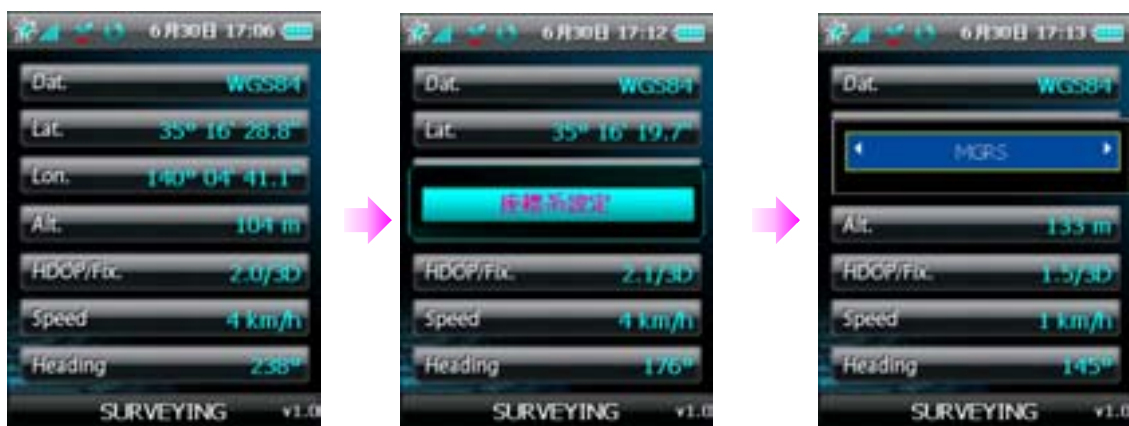 6月30日 17:06
Dat. WGS84
Lat. 35° 16' 28.8"
Lon. 140° 04' 41.1"
Alt. 104 m
HDOP/Fix. 2.0/3D
Speed 4 km/h
Heading 238°
SURVEYING v1.0
6月30日 17:12
Dat. WGS84
Lat. 35° 16' 19.7"
座標系設定
HDOP/Fix. 2.1/3D
Speed 4 km/h
Heading 176°
SURVEYING v1.0
6月30日 17:13
Dat. WGS84
MGRS
Alt. 133 m
HDOP/Fix. 1.5/3D
Speed 1 km/h
Heading 145°
SURVEYING v1.0